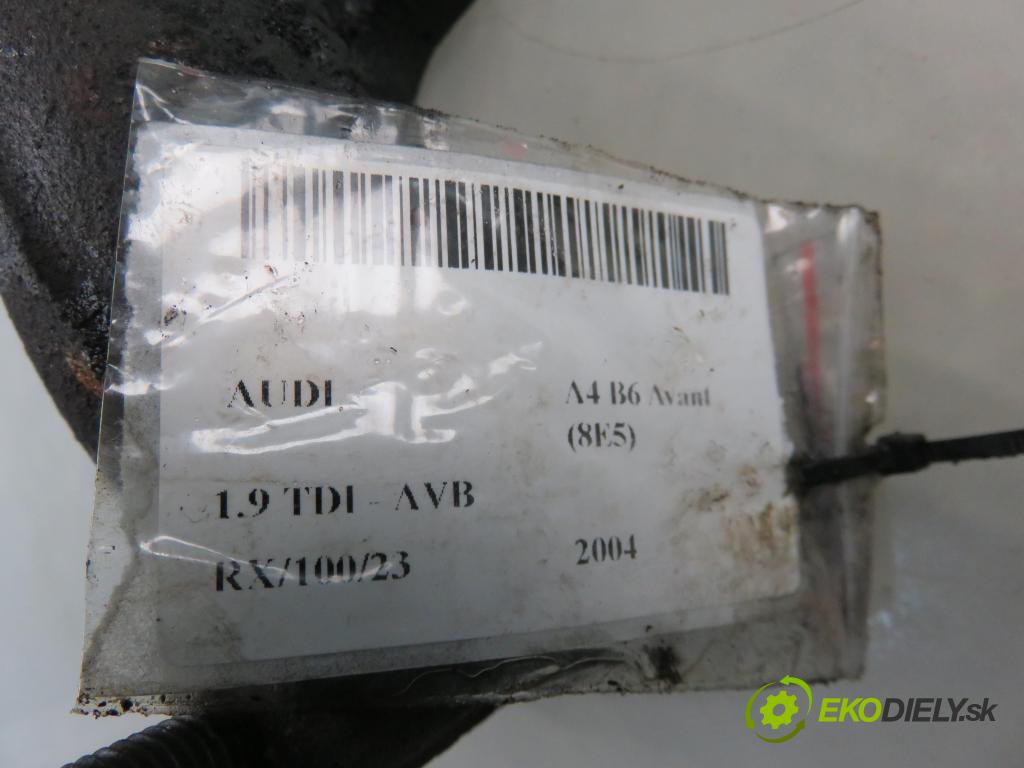 AUDI
A4 B6 Avant
(8E5)
1.9 TDI - AVB
RX/100/23
2004
EKODIELY.sk